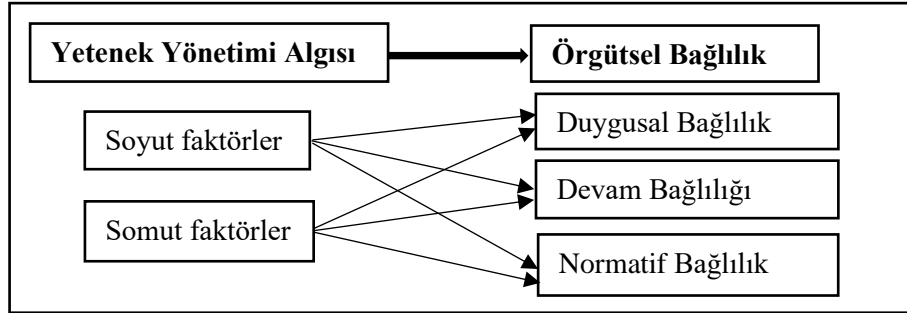 Yetenek Yönetimi Algısı
Örgütsel Bağlılık
Soyut faktörler
Somut faktörler
Duygusal Bağlılık
Devam Bağlılığı
Normatif Bağlılık